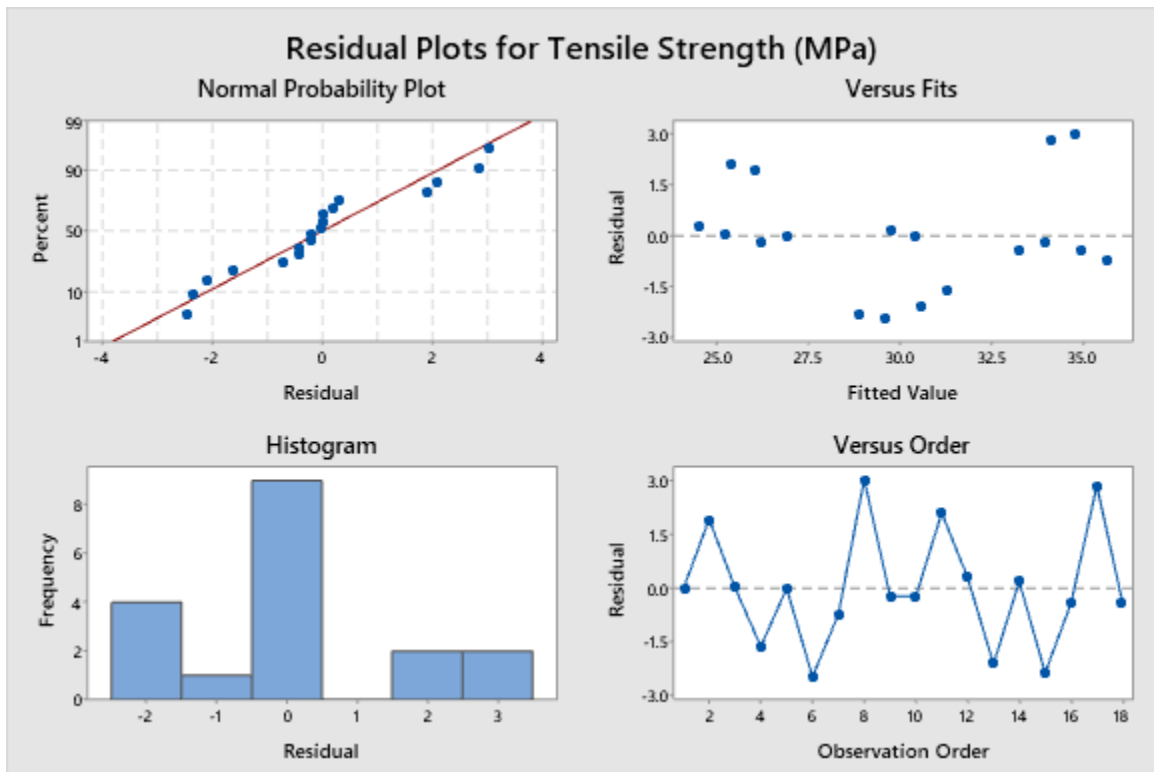 Residual Plots for Tensile Strength (MPa)
Normal Probability Plot
99
90
50
10
1
Percent
-4 -2 0 2 4
Residual
Versus Fits
3.0
1.5
0.0
-1.5
-3.0
Residual
25.0 27.5 30.0 32.5 35.0
Fitted Value
Histogram
8
6
4
2
0
Frequency
-2 -1 0 1 2 3
Residual
Versus Order
3.0
1.5
0.0
-1.5
-3.0
Residual
2 4 6 8 10 12 14 16 18
Observation Order